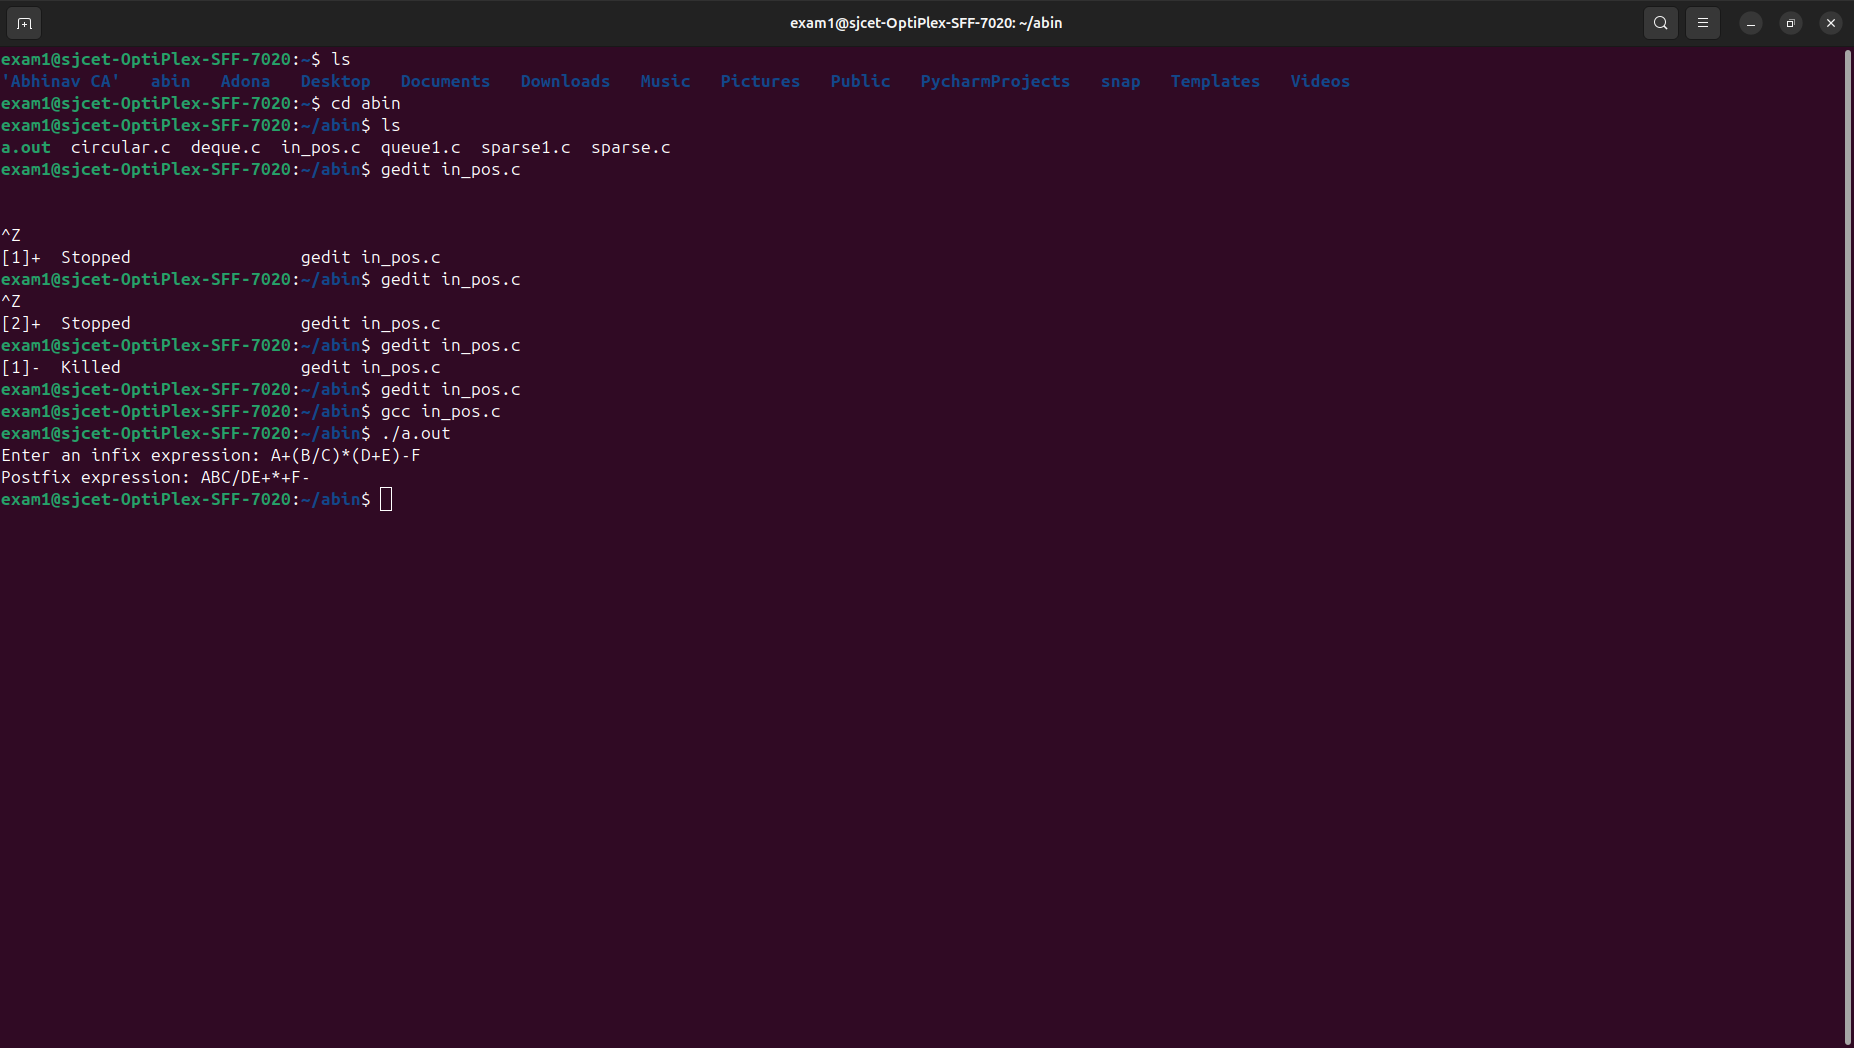 exam1@sjcet-OptiPlex-SFF-7020: ~/abin
exam1@sjcet-OptiPlex-SFF-7020:~$ ls
'Abhinav CA'   abin   Adona   Desktop   Documents   Downloads   Music   Pictures   Public   PycharmProjects   snap   Templates   Videos
exam1@sjcet-OptiPlex-SFF-7020:~$ cd abin
exam1@sjcet-OptiPlex-SFF-7020:~/abin$ ls
a.out  circular.c  deque.c  in_pos.c  queue1.c  sparse1.c  sparse.c
exam1@sjcet-OptiPlex-SFF-7020:~/abin$ gedit in_pos.c
^Z
[1]+  Stopped                 gedit in_pos.c
exam1@sjcet-OptiPlex-SFF-7020:~/abin$ gedit in_pos.c
^Z
[2]+  Stopped                 gedit in_pos.c
exam1@sjcet-OptiPlex-SFF-7020:~/abin$ gedit in_pos.c
[1]-  Killed                  gedit in_pos.c
exam1@sjcet-OptiPlex-SFF-7020:~/abin$ gedit in_pos.c
exam1@sjcet-OptiPlex-SFF-7020:~/abin$ gcc in_pos.c
exam1@sjcet-OptiPlex-SFF-7020:~/abin$ ./a.out
Enter an infix expression: A+(B/C)*(D+E)-F
Postfix expression: ABC/DE+*+F-
exam1@sjcet-OptiPlex-SFF-7020:~/abin$